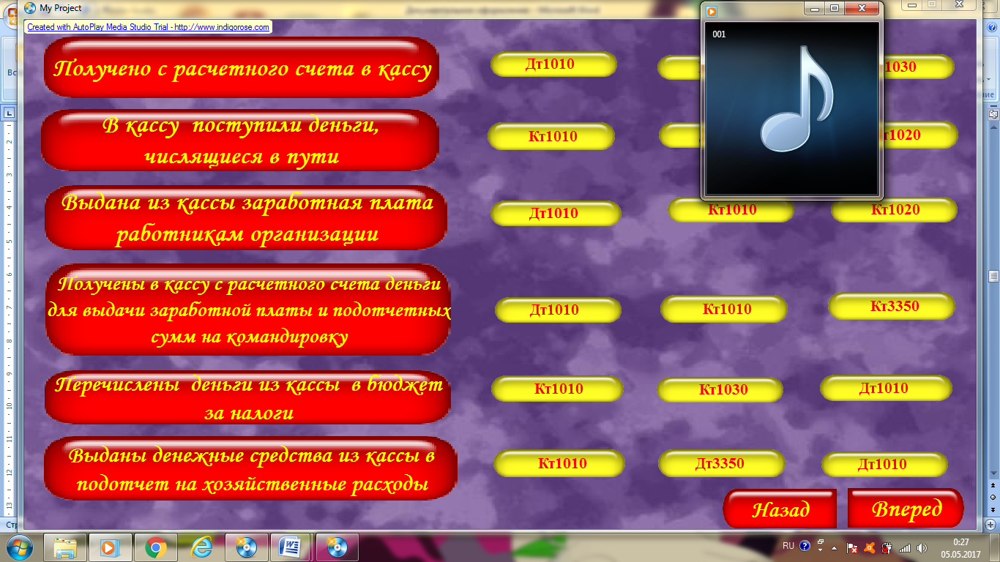 My Project
Created with AutoPlay Media Studio Trial - http://www.indigorose.com
001
Получено с расчетного счета в кассу
Дт1010
1030
В кассу поступили деньги,
числящиеся в пути
Кт1010
1020
Выдана из кассы заработная плата
работникам организации
Дт1010
Кт1010
Кт1020
Получены в кассу с расчетного счета деньги
для выдачи заработной платы и подотчетных
сумм на командировку
Дт1010
Кт1010
Кт3350
Перечислены деньги из кассы в бюджет
за налоги
Кт1010
Кт1030
Дт1010
Выданы денежные средства из кассы в
подотчет на хозяйственные расходы
Кт1010
Дт3350
Дт1010
Назад
Вперед
RU
0:27
05.05.2017